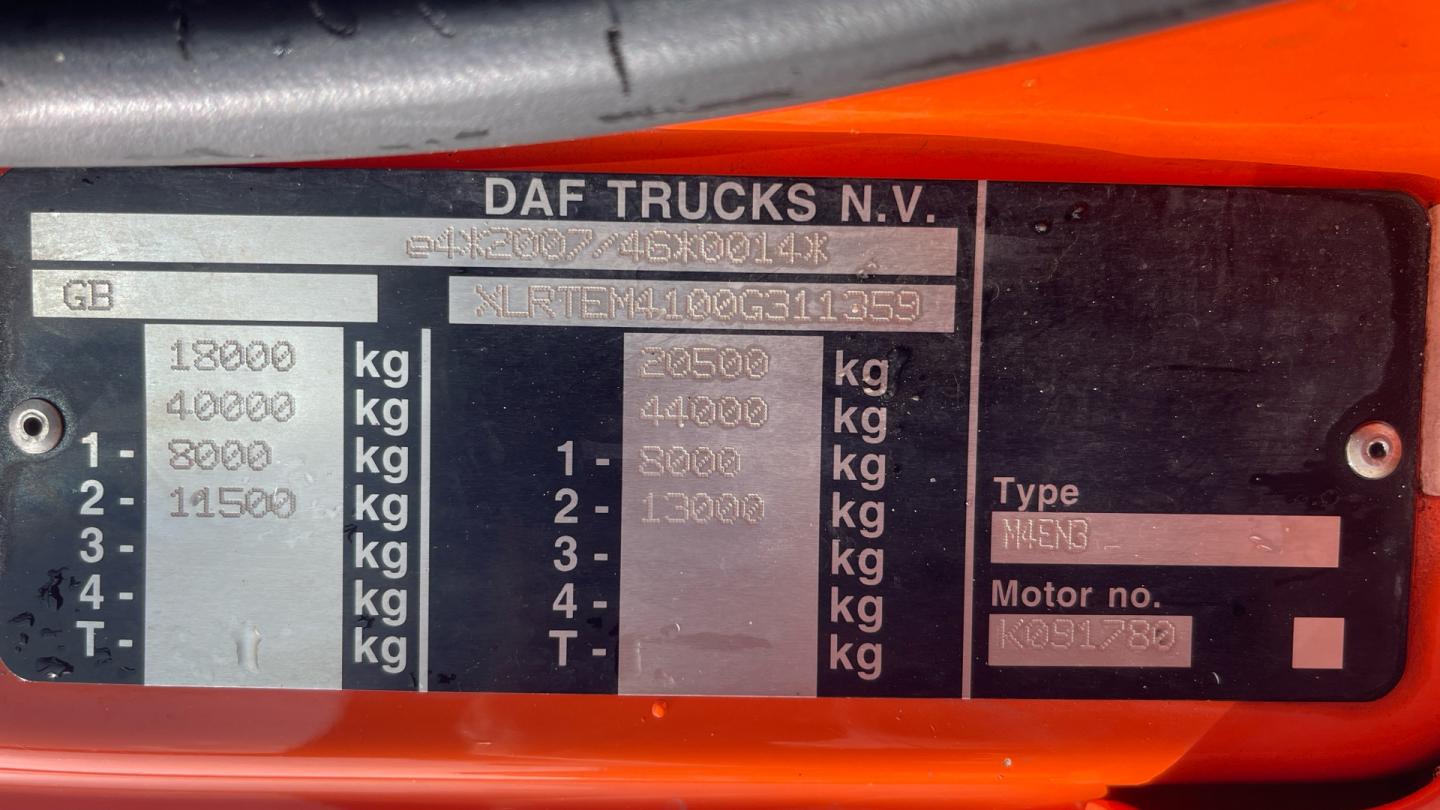 DAF TRUCKS N.V.
e4*2007/46*0014*
GB XLRTEM4100G311359
18000 kg 20500 kg
40000 kg 44000 kg
1 - 8000 kg 1 - 8000 kg
2 - 11500 kg 2 - 13000 kg
3 - kg 3 - kg
4 - kg 4 - kg
T - kg T - kg
Type
M4EN3
Motor no.
K091780